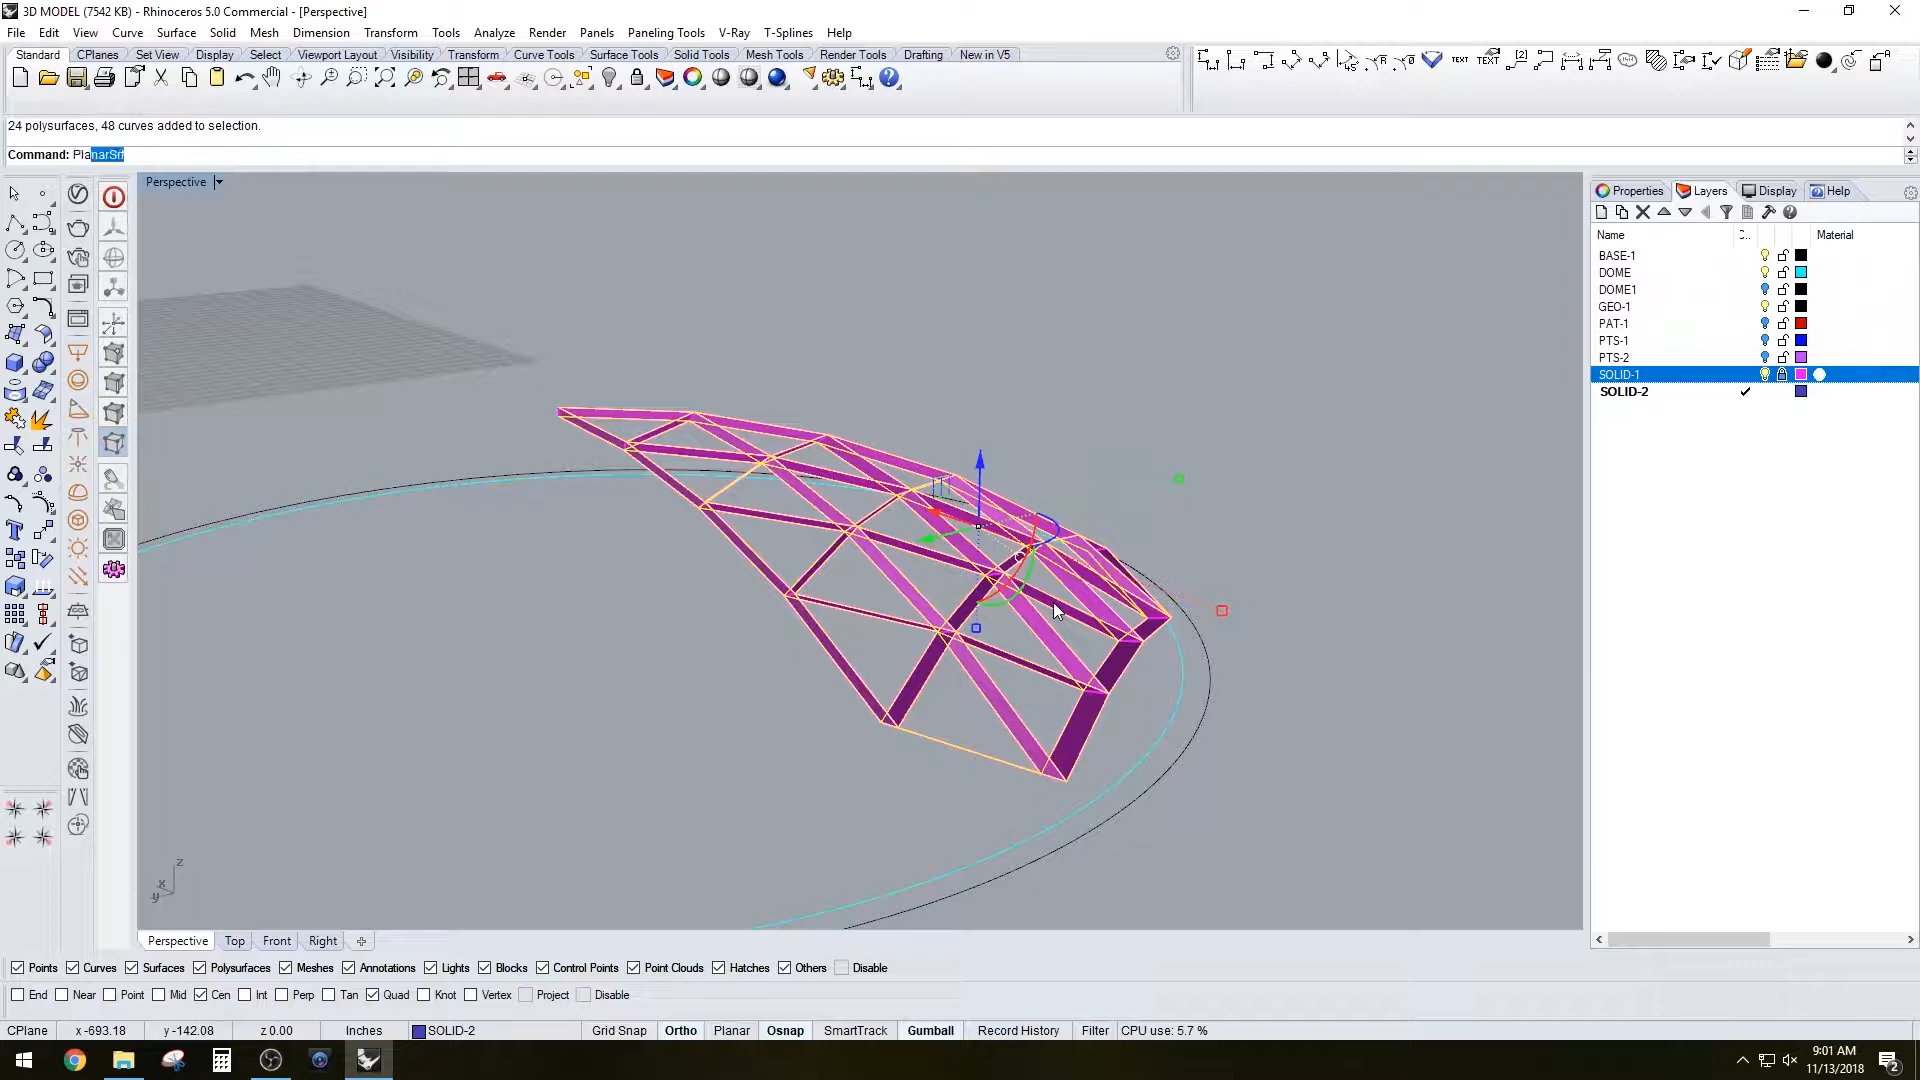 3D MODEL (7542 KB) - Rhinoceros 5.0 Commercial - [Perspective]
File Edit View Curve Surface Solid Mesh Dimension Transform Tools Analyze Render Panels Paneling Tools V-Ray T-Splines Help
Standard CPlanes Set View Display Select Viewport Layout Visibility Transform Curve Tools Surface Tools Solid Tools Mesh Tools Render Tools Drafting New in V5
TEXT TEXT
24 polysurfaces, 48 curves added to selection.
Command: PlanarSrf
Perspective
Properties Layers Display Help
Name C... Material
BASE-1
DOME
DOME1
GEO-1
PAT-1
PTS-1
PTS-2
SOLID-1
SOLID-2
z
x
y
Perspective Top Front Right
Points Curves Surfaces Polysurfaces Meshes Annotations Lights Blocks Control Points Point Clouds Hatches Others Disable
End Near Point Mid Cen Int Perp Tan Quad Knot Vertex Project Disable
CPlane x -693.18 y -142.08 z 0.00 Inches SOLID-2 Grid Snap Ortho Planar Osnap SmartTrack Gumball Record History Filter CPU use: 5.7 %
9:01 AM
11/13/2018
2